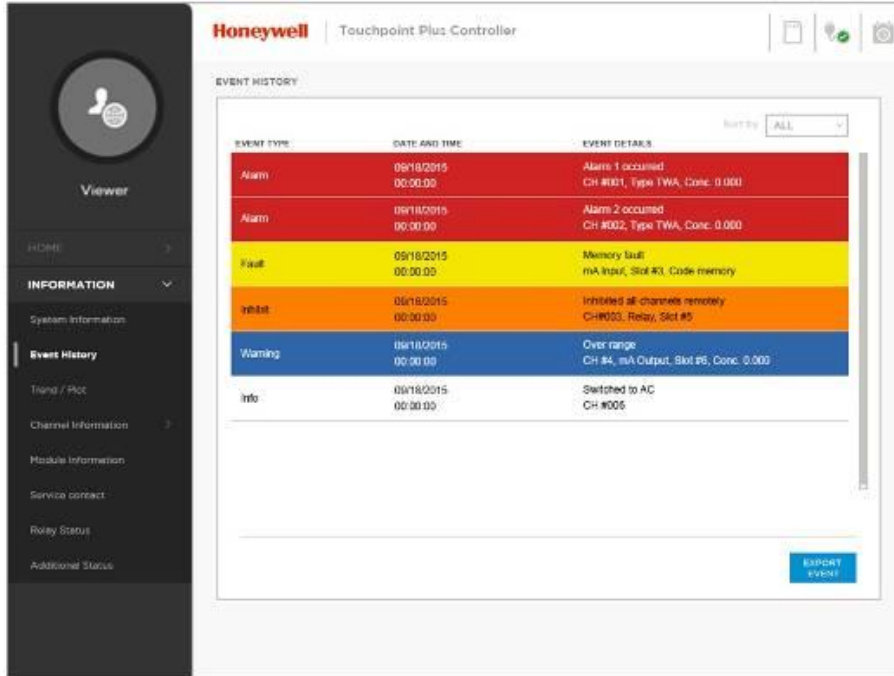 Honeywell
Touchpoint Plus Controller
Viewer
HOME
INFORMATION
System Information
Event History
Trend / Plot
Channel Information
Module Information
Service contact
Relay Status
Additional Status
EVENT HISTORY
Sort by ALL
EVENT TYPE DATE AND TIME EVENT DETAILS
Alarm 09/18/2015 Alarm 1 occurred
00:00:00 CH #001, Type TWA, Conc. 0.000
Alarm 09/18/2015 Alarm 2 occurred
00:00:00 CH #002, Type TWA, Conc. 0.000
Fault 09/18/2015 Memory fault
00:00:00 mA Input, Slot #3, Code memory
Inhibit 09/18/2015 Inhibited all channels remotely
00:00:00 CH#003, Relay, Slot #5
Warning 09/18/2015 Over range
00:00:00 CH #4, mA Output, Slot #6, Conc. 0.000
Info 09/18/2015 Switched to AC
00:00:00 CH #005
EXPORT
EVENT